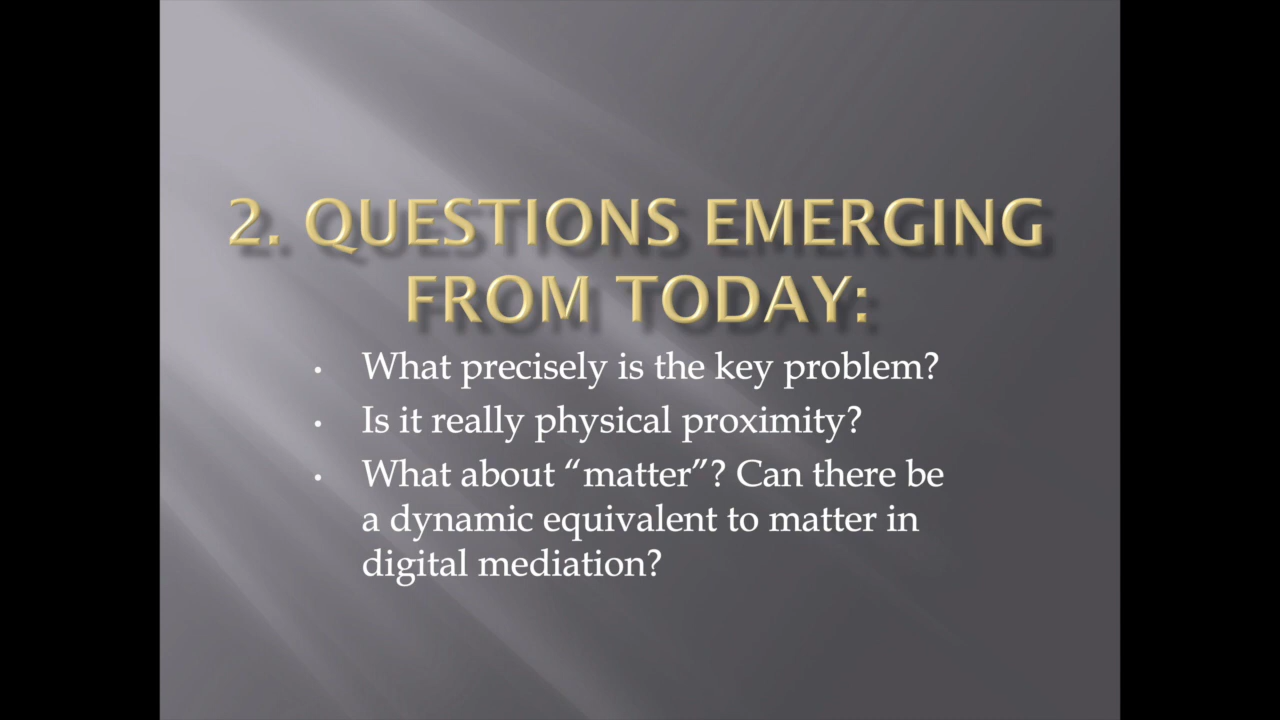 2. QUESTIONS EMERGING
FROM TODAY:
• What precisely is the key problem?
• Is it really physical proximity?
• What about “matter”? Can there be
a dynamic equivalent to matter in
digital mediation?